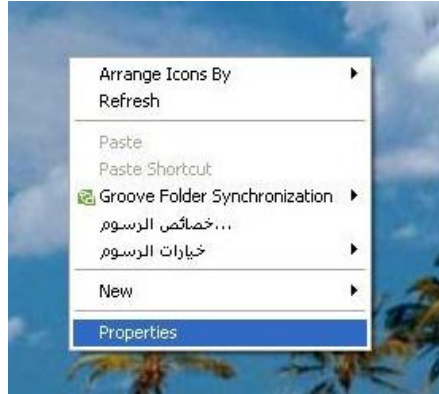 Arrange Icons By
Refresh
Paste
Paste Shortcut
Groove Folder Synchronization
خصائص الرسوم...
خيارات الرسوم
New
Properties